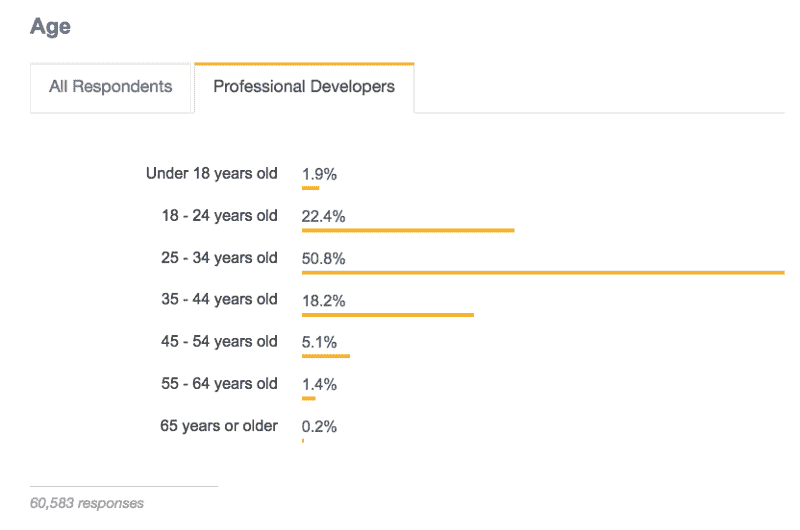 Age
All Respondents Professional Developers
Under 18 years old 1.9%
18 - 24 years old 22.4%
25 - 34 years old 50.8%
35 - 44 years old 18.2%
45 - 54 years old 5.1%
55 - 64 years old 1.4%
65 years or older 0.2%
60,583 responses